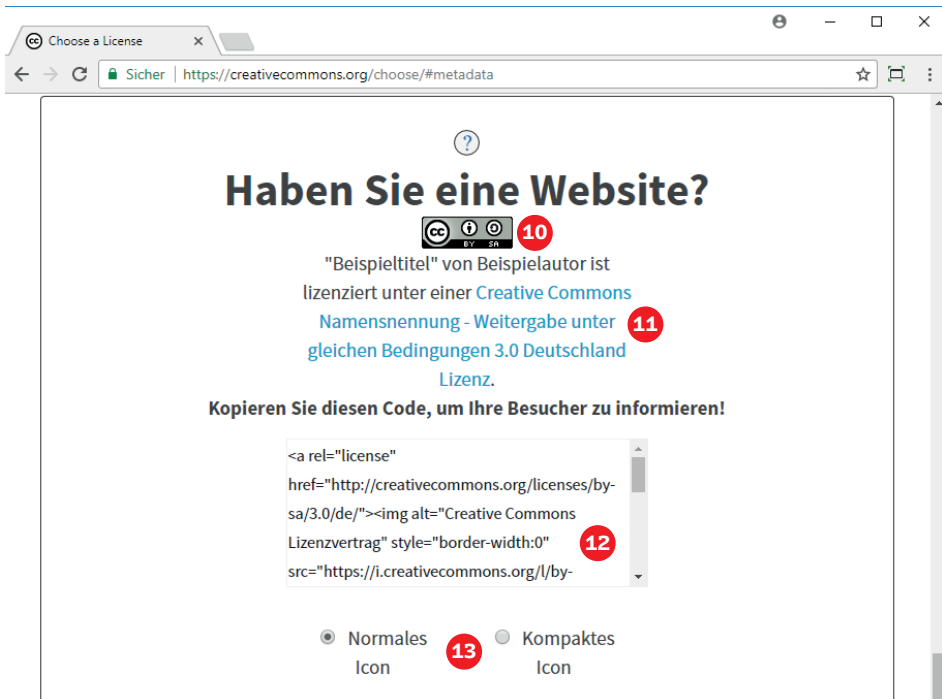 Choose a License
Sicher | https://creativecommons.org/choose/#metadata
?
Haben Sie eine Website?
cc BY SA 10
"Beispieltitel" von Beispielautor ist
lizenziert unter einer Creative Commons
Namensnennung - Weitergabe unter 11
gleichen Bedingungen 3.0 Deutschland
Lizenz.
Kopieren Sie diesen Code, um Ihre Besucher zu informieren!
<a rel="license"
href="http://creativecommons.org/licenses/by-
sa/3.0/de/"><img alt="Creative Commons
Lizenzvertrag" style="border-width:0" 12
src="https://i.creativecommons.org/l/by-
Normales 13 Kompaktes
Icon Icon